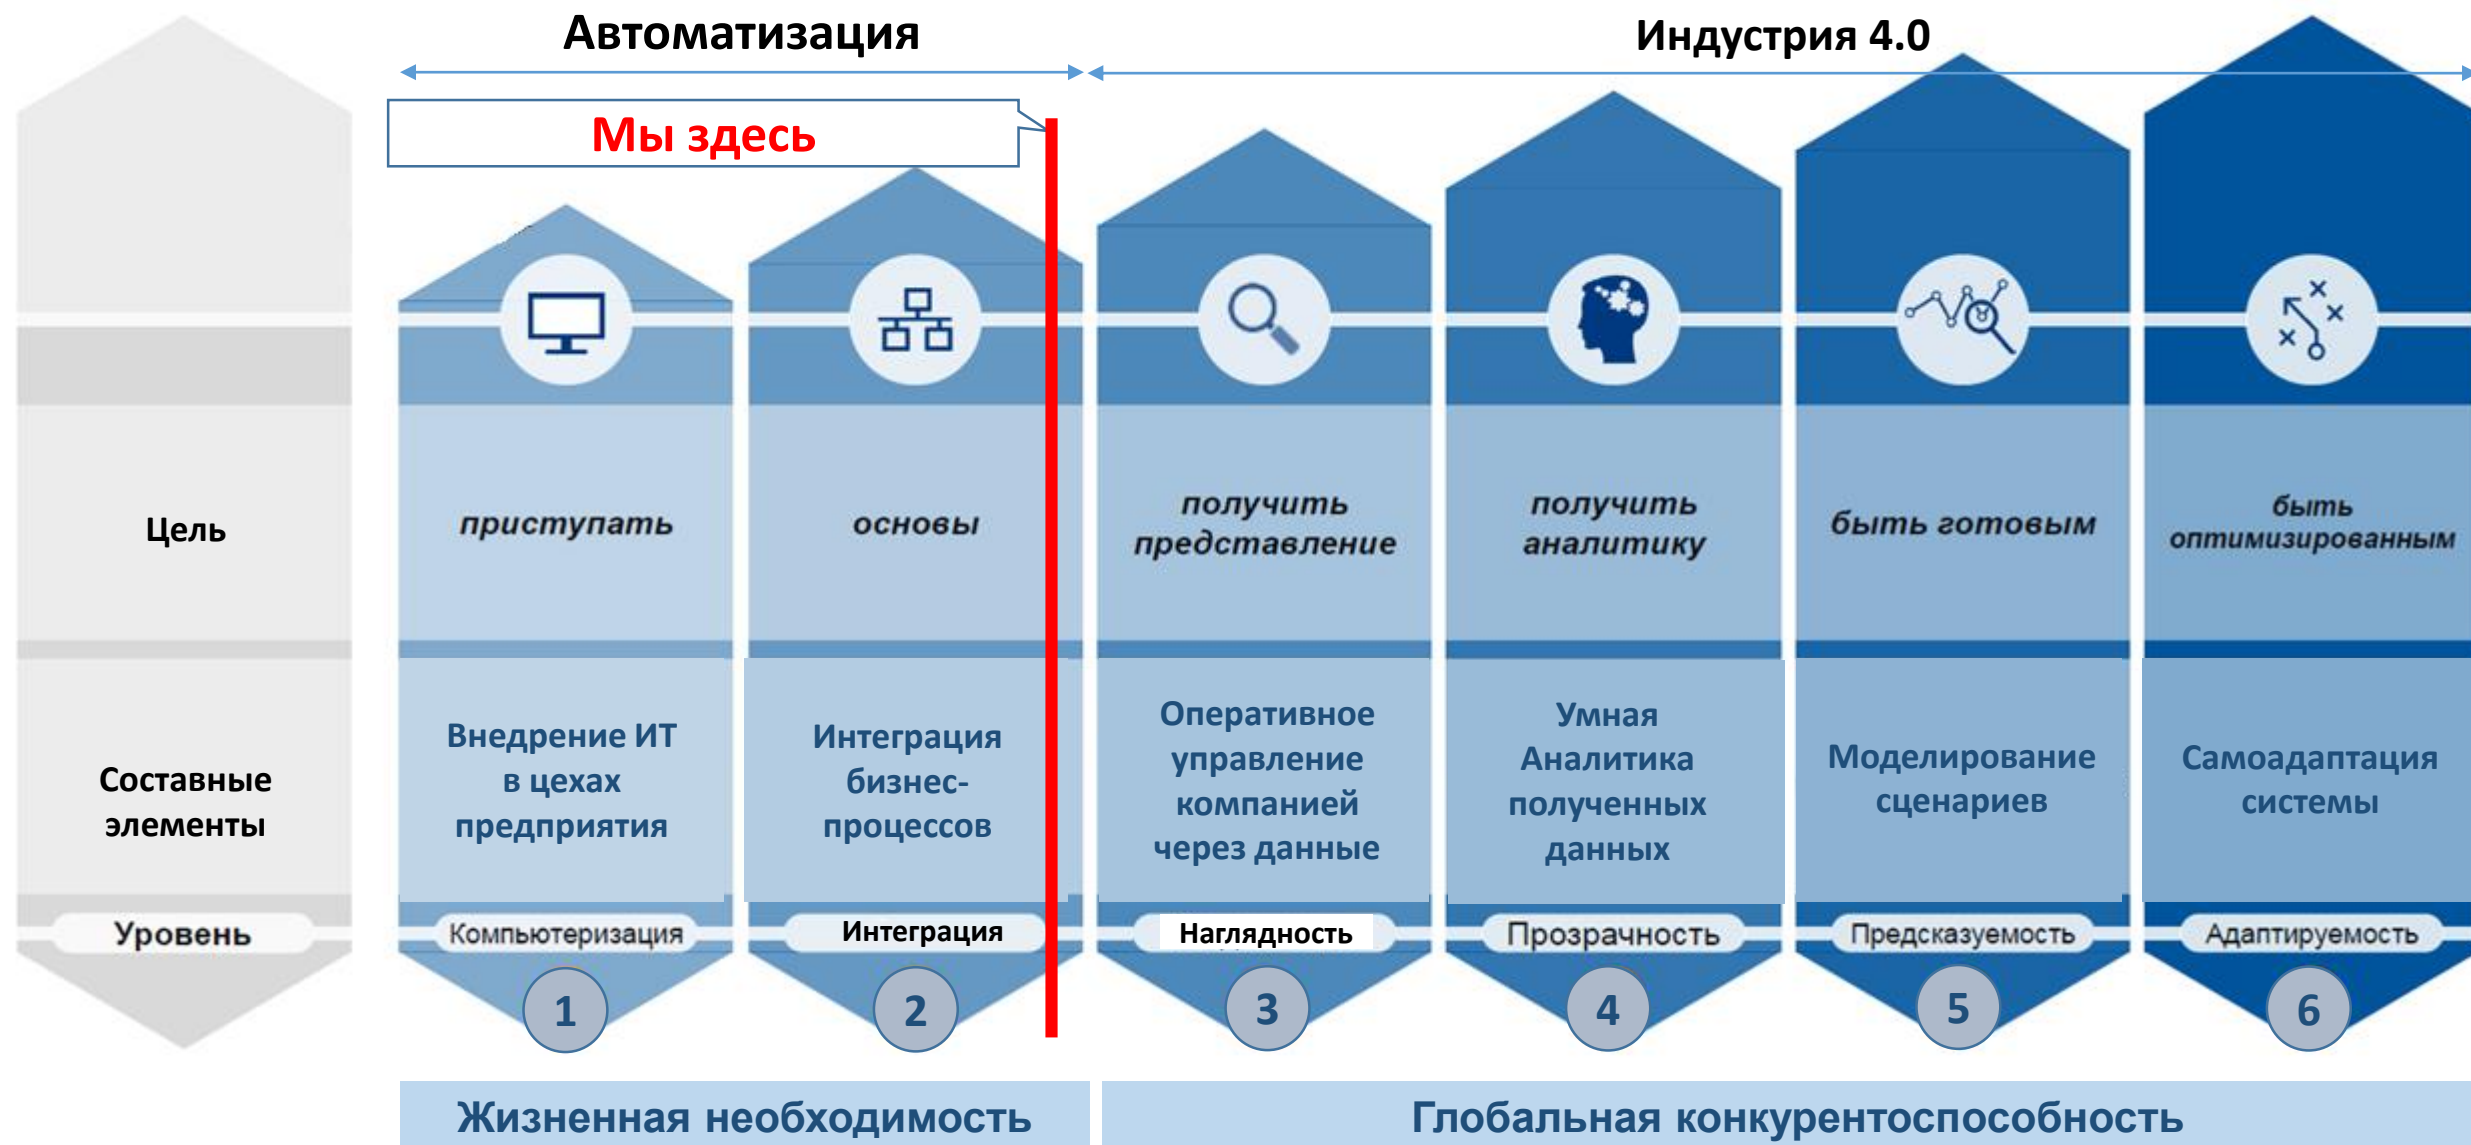 Автоматизация
Индустрия 4.0
Мы здесь
Цель
приступать
основы
получить
представление
получить
аналитику
быть готовым
быть
оптимизированным
Составные
элементы
Внедрение ИТ
в цехах
предприятия
Интеграция
бизнес-
процессов
Оперативное
управление
компанией
через данные
Умная
Аналитика
полученных
данных
Моделирование
сценариев
Самоадаптация
системы
Уровень
Компьютеризация
Интеграция
Наглядность
Прозрачность
Предсказуемость
Адаптируемость
1
2
3
4
5
6
Жизненная необходимость
Глобальная конкурентоспособность